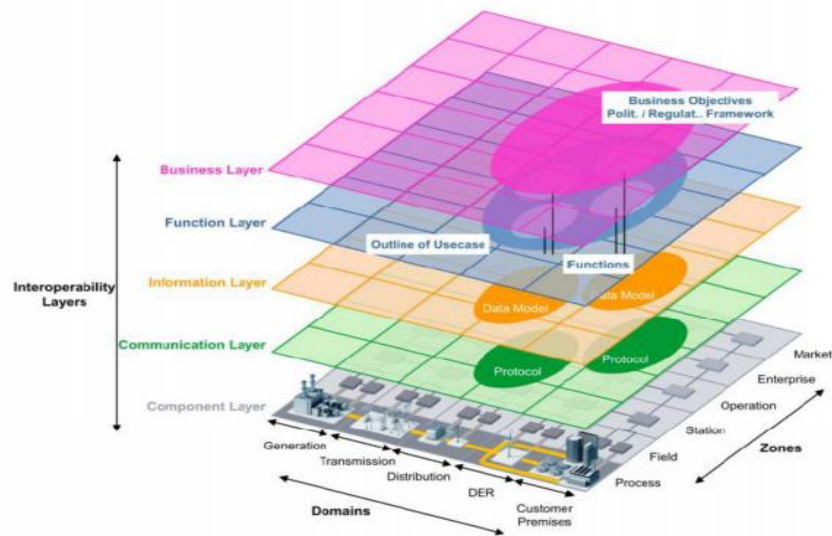 Business Objectives
Polit. / Regulat.. Framework
Business Layer
Function Layer
Outline of Usecase
Functions
Interoperability
Layers
Information Layer
Data Model
Data Model
Communication Layer
Protocol
Protocol
Component Layer
Market
Enterprise
Operation
Station
Field
Process
Zones
Generation
Transmission
Distribution
DER
Customer
Premises
Domains